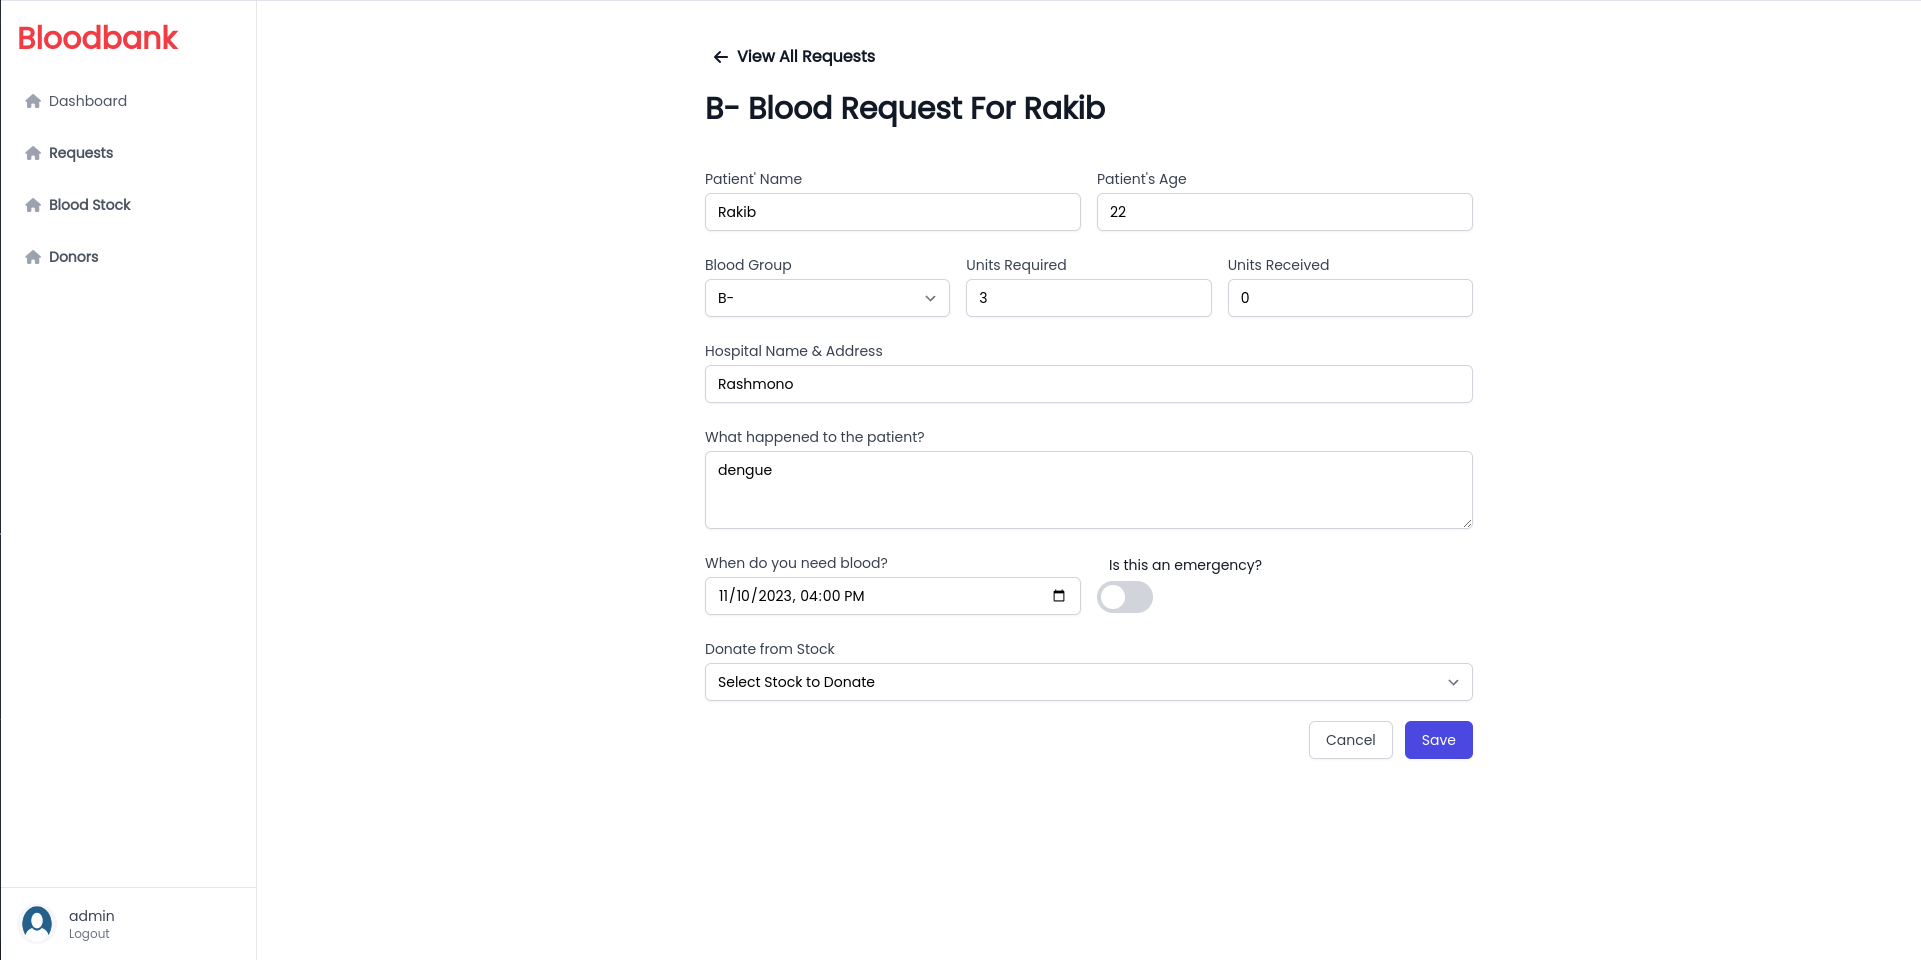 Bloodbank
Dashboard
Requests
Blood Stock
Donors
admin
Logout
View All Requests
B- Blood Request For Rakib
Patient' Name
Patient's Age
Rakib
22
Blood Group
Units Required
Units Received
B-
3
0
Hospital Name & Address
Rashmono
What happened to the patient?
dengue
When do you need blood?
Is this an emergency?
11/10/2023, 04:00 PM
Donate from Stock
Select Stock to Donate
Cancel
Save